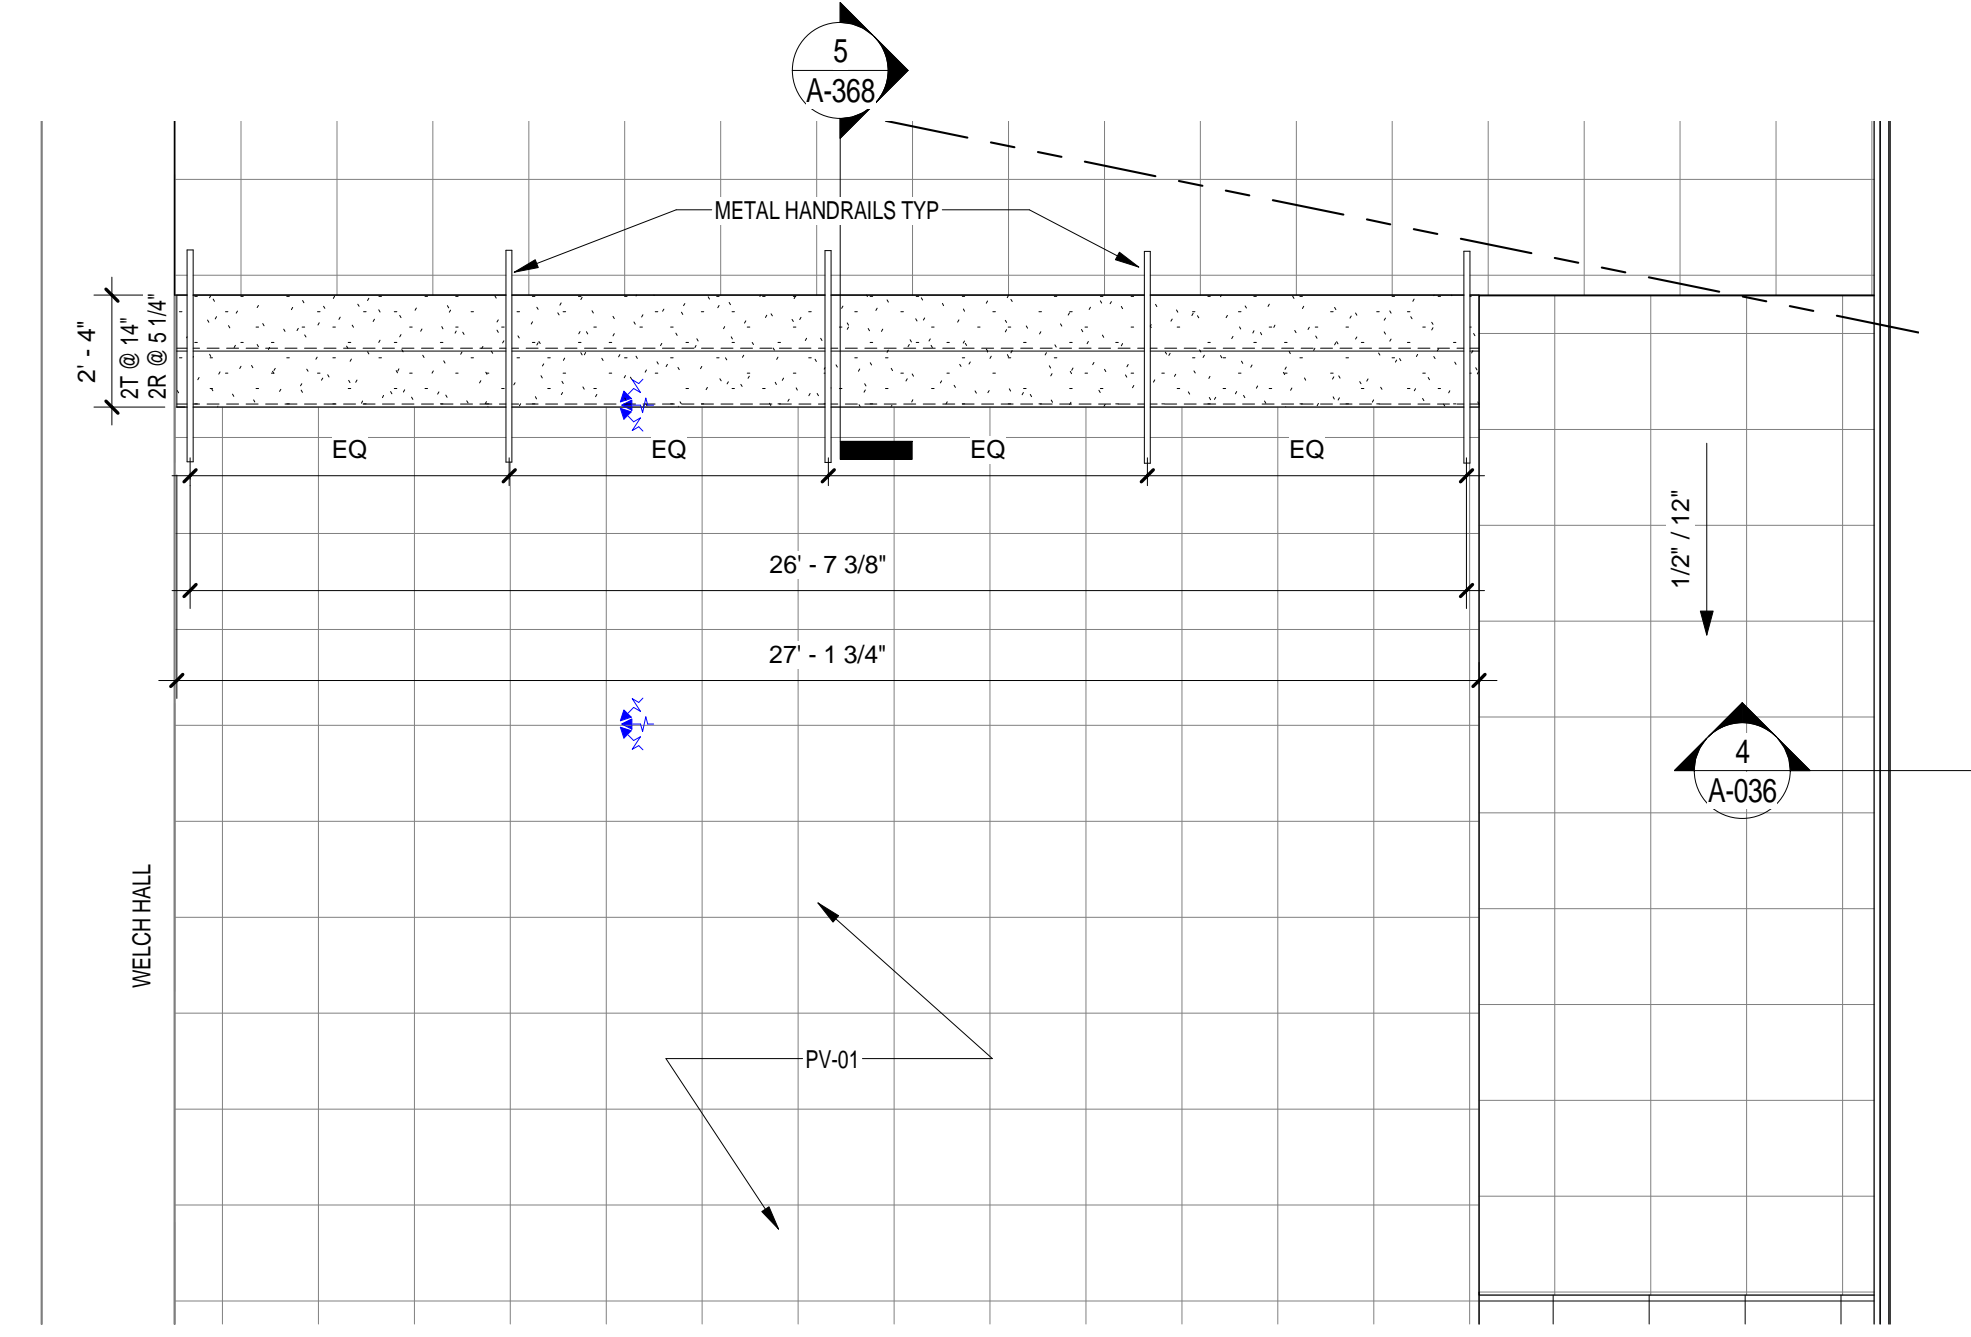 5
A-368
METAL HANDRAILS TYP
2' - 4"
2T @ 14"
2R @ 5 1/4"
EQ EQ EQ EQ
26' - 7 3/8"
27' - 1 3/4"
1/2" / 12"
4
A-036
WELCH HALL
PV-01